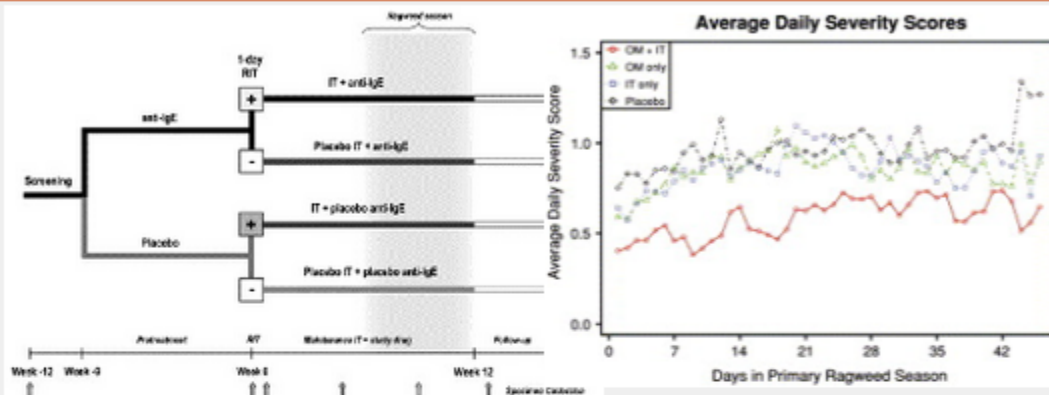 Ragweed season
1-day
RIT
+
IT + anti-IgE
anti-IgE
-
Placebo IT + anti-IgE
Screening
+
IT + placebo anti-IgE
Placebo
-
Placebo IT + placebo anti-IgE
Pretreatment
RIT
Maintenance IT + study drug
Follow-up
Week -12
Week -9
Week 0
Week 12
Specimen Collection
Average Daily Severity Scores
OM + IT
OM only
IT only
Placebo
Average Daily Severity Score
1.5
1.0
0.5
0.0
0 7 14 21 28 35 42
Days in Primary Ragweed Season